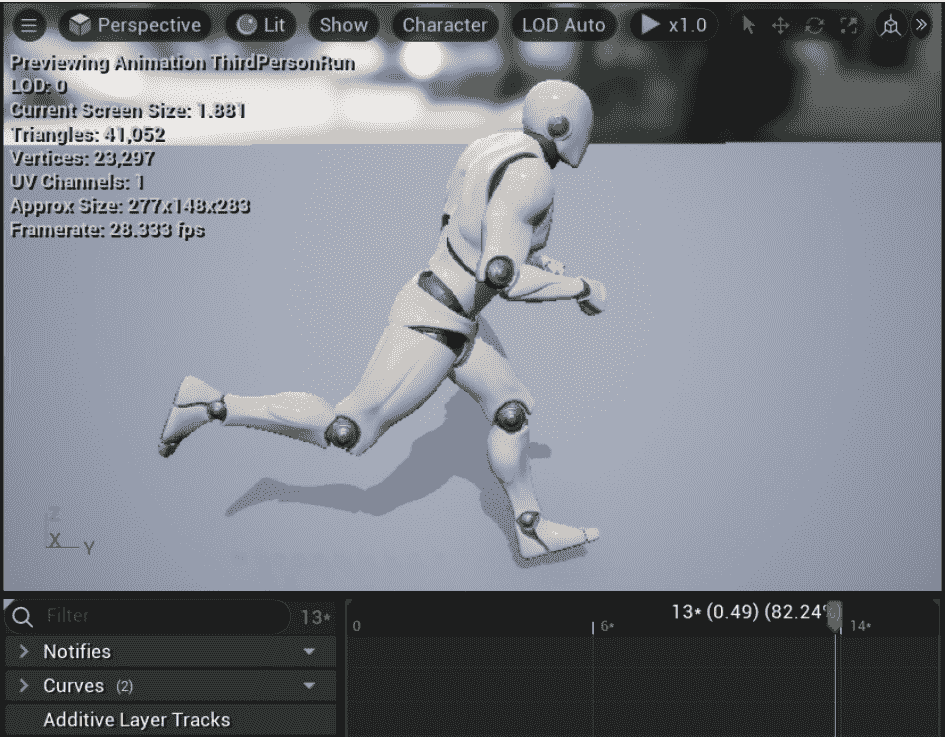 Perspective Lit Show Character LOD Auto x1.0
Previewing Animation ThirdPersonRun
LOD: 0
Current Screen Size: 1.881
Triangles: 41,052
Vertices: 23,297
UV Channels: 1
Approx Size: 277x148x283
Framerate: 28.333 fps
Z
X Y
Filter 13*
0 6* 13* (0.49) (82.24%) 14*
Notifies
Curves (2)
Additive Layer Tracks